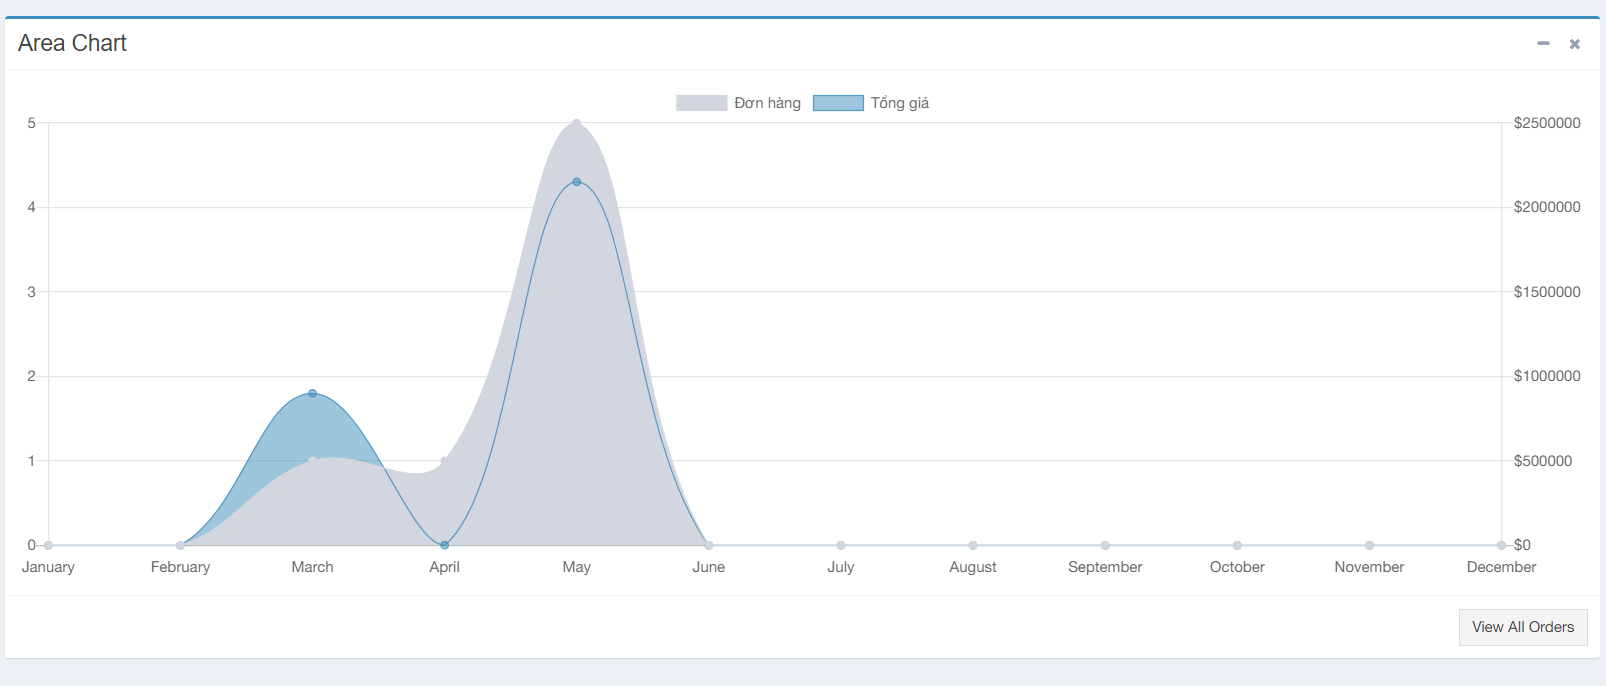 Area Chart
Đơn hàng Tổng giá
5 $2500000
4 $2000000
3 $1500000
2 $1000000
1 $500000
0 $0
January February March April May June July August September October November December
View All Orders